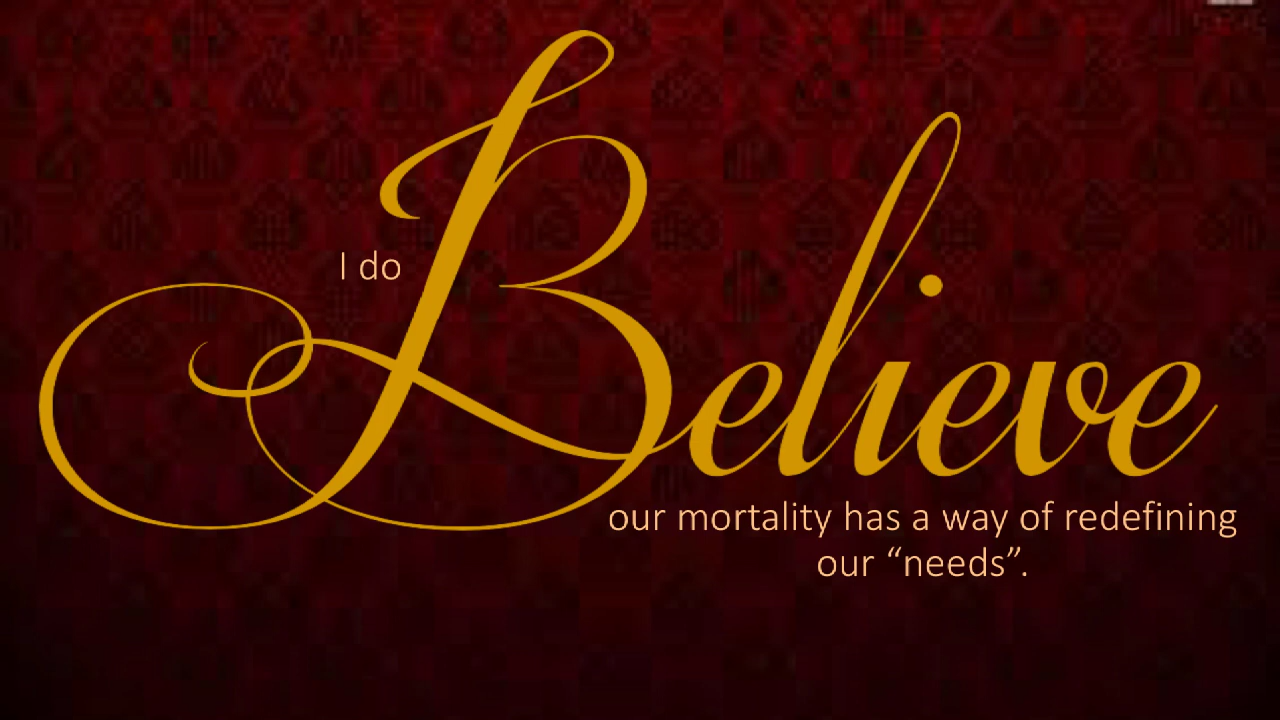 I do
Believe
our mortality has a way of redefining
our “needs”.